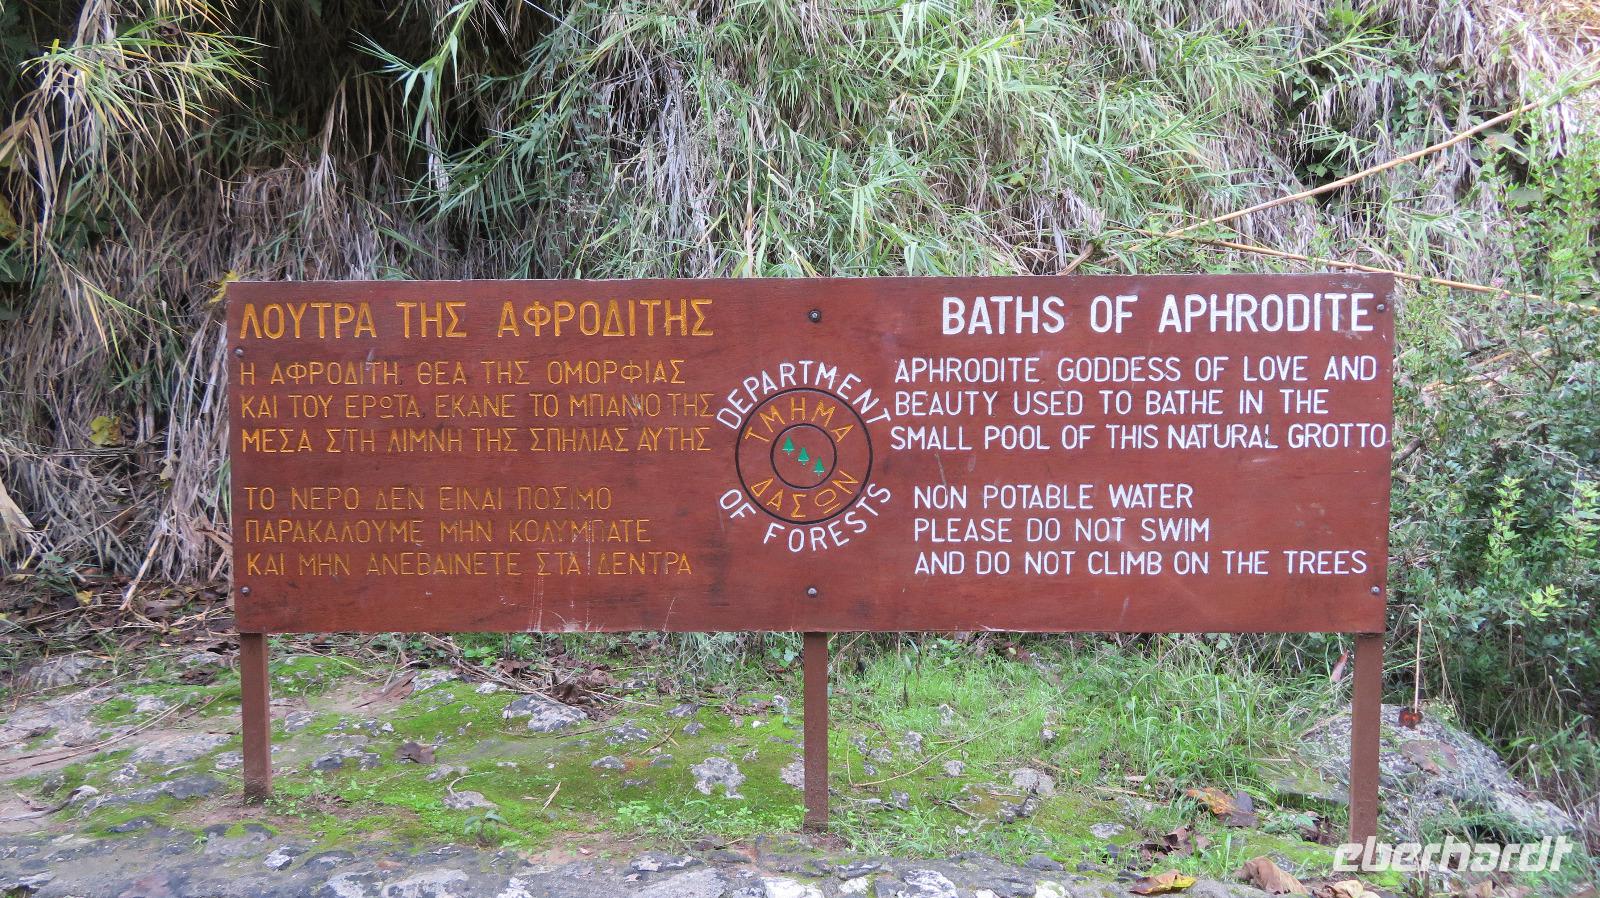 ΛΟΥΤΡΑ ΤΗΣ ΑΦΡΟΔΙΤΗΣ
Η ΑΦΡΟΔΙΤΗ, ΘΕΑ ΤΗΣ ΟΜΟΡΦΙΑΣ
ΚΑΙ ΤΟΥ ΕΡΩΤΑ, ΕΚΑΝΕ ΤΟ ΜΠΑΝΙΟ ΤΗΣ
ΜΕΣΑ ΣΤΗ ΛΙΜΝΗ ΤΗΣ ΣΠΗΛΙΑΣ ΑΥΤΗΣ
ΤΟ ΝΕΡΟ ΔΕΝ ΕΙΝΑΙ ΠΟΣΙΜΟ
ΠΑΡΑΚΑΛΟΥΜΕ ΜΗΝ ΚΟΛΥΜΠΑΤΕ
ΚΑΙ ΜΗΝ ΑΝΕΒΑΙΝΕΤΕ ΣΤΑ ΔΕΝΤΡΑ
DEPARTMENT
ΤΜΗΜΑ
ΔΑΣΩΝ
OF FORESTS
BATHS OF APHRODITE
APHRODITE GODDESS OF LOVE AND
BEAUTY USED TO BATHE IN THE
SMALL POOL OF THIS NATURAL GROTTO
NON POTABLE WATER
PLEASE DO NOT SWIM
AND DO NOT CLIMB ON THE TREES
eberhardt